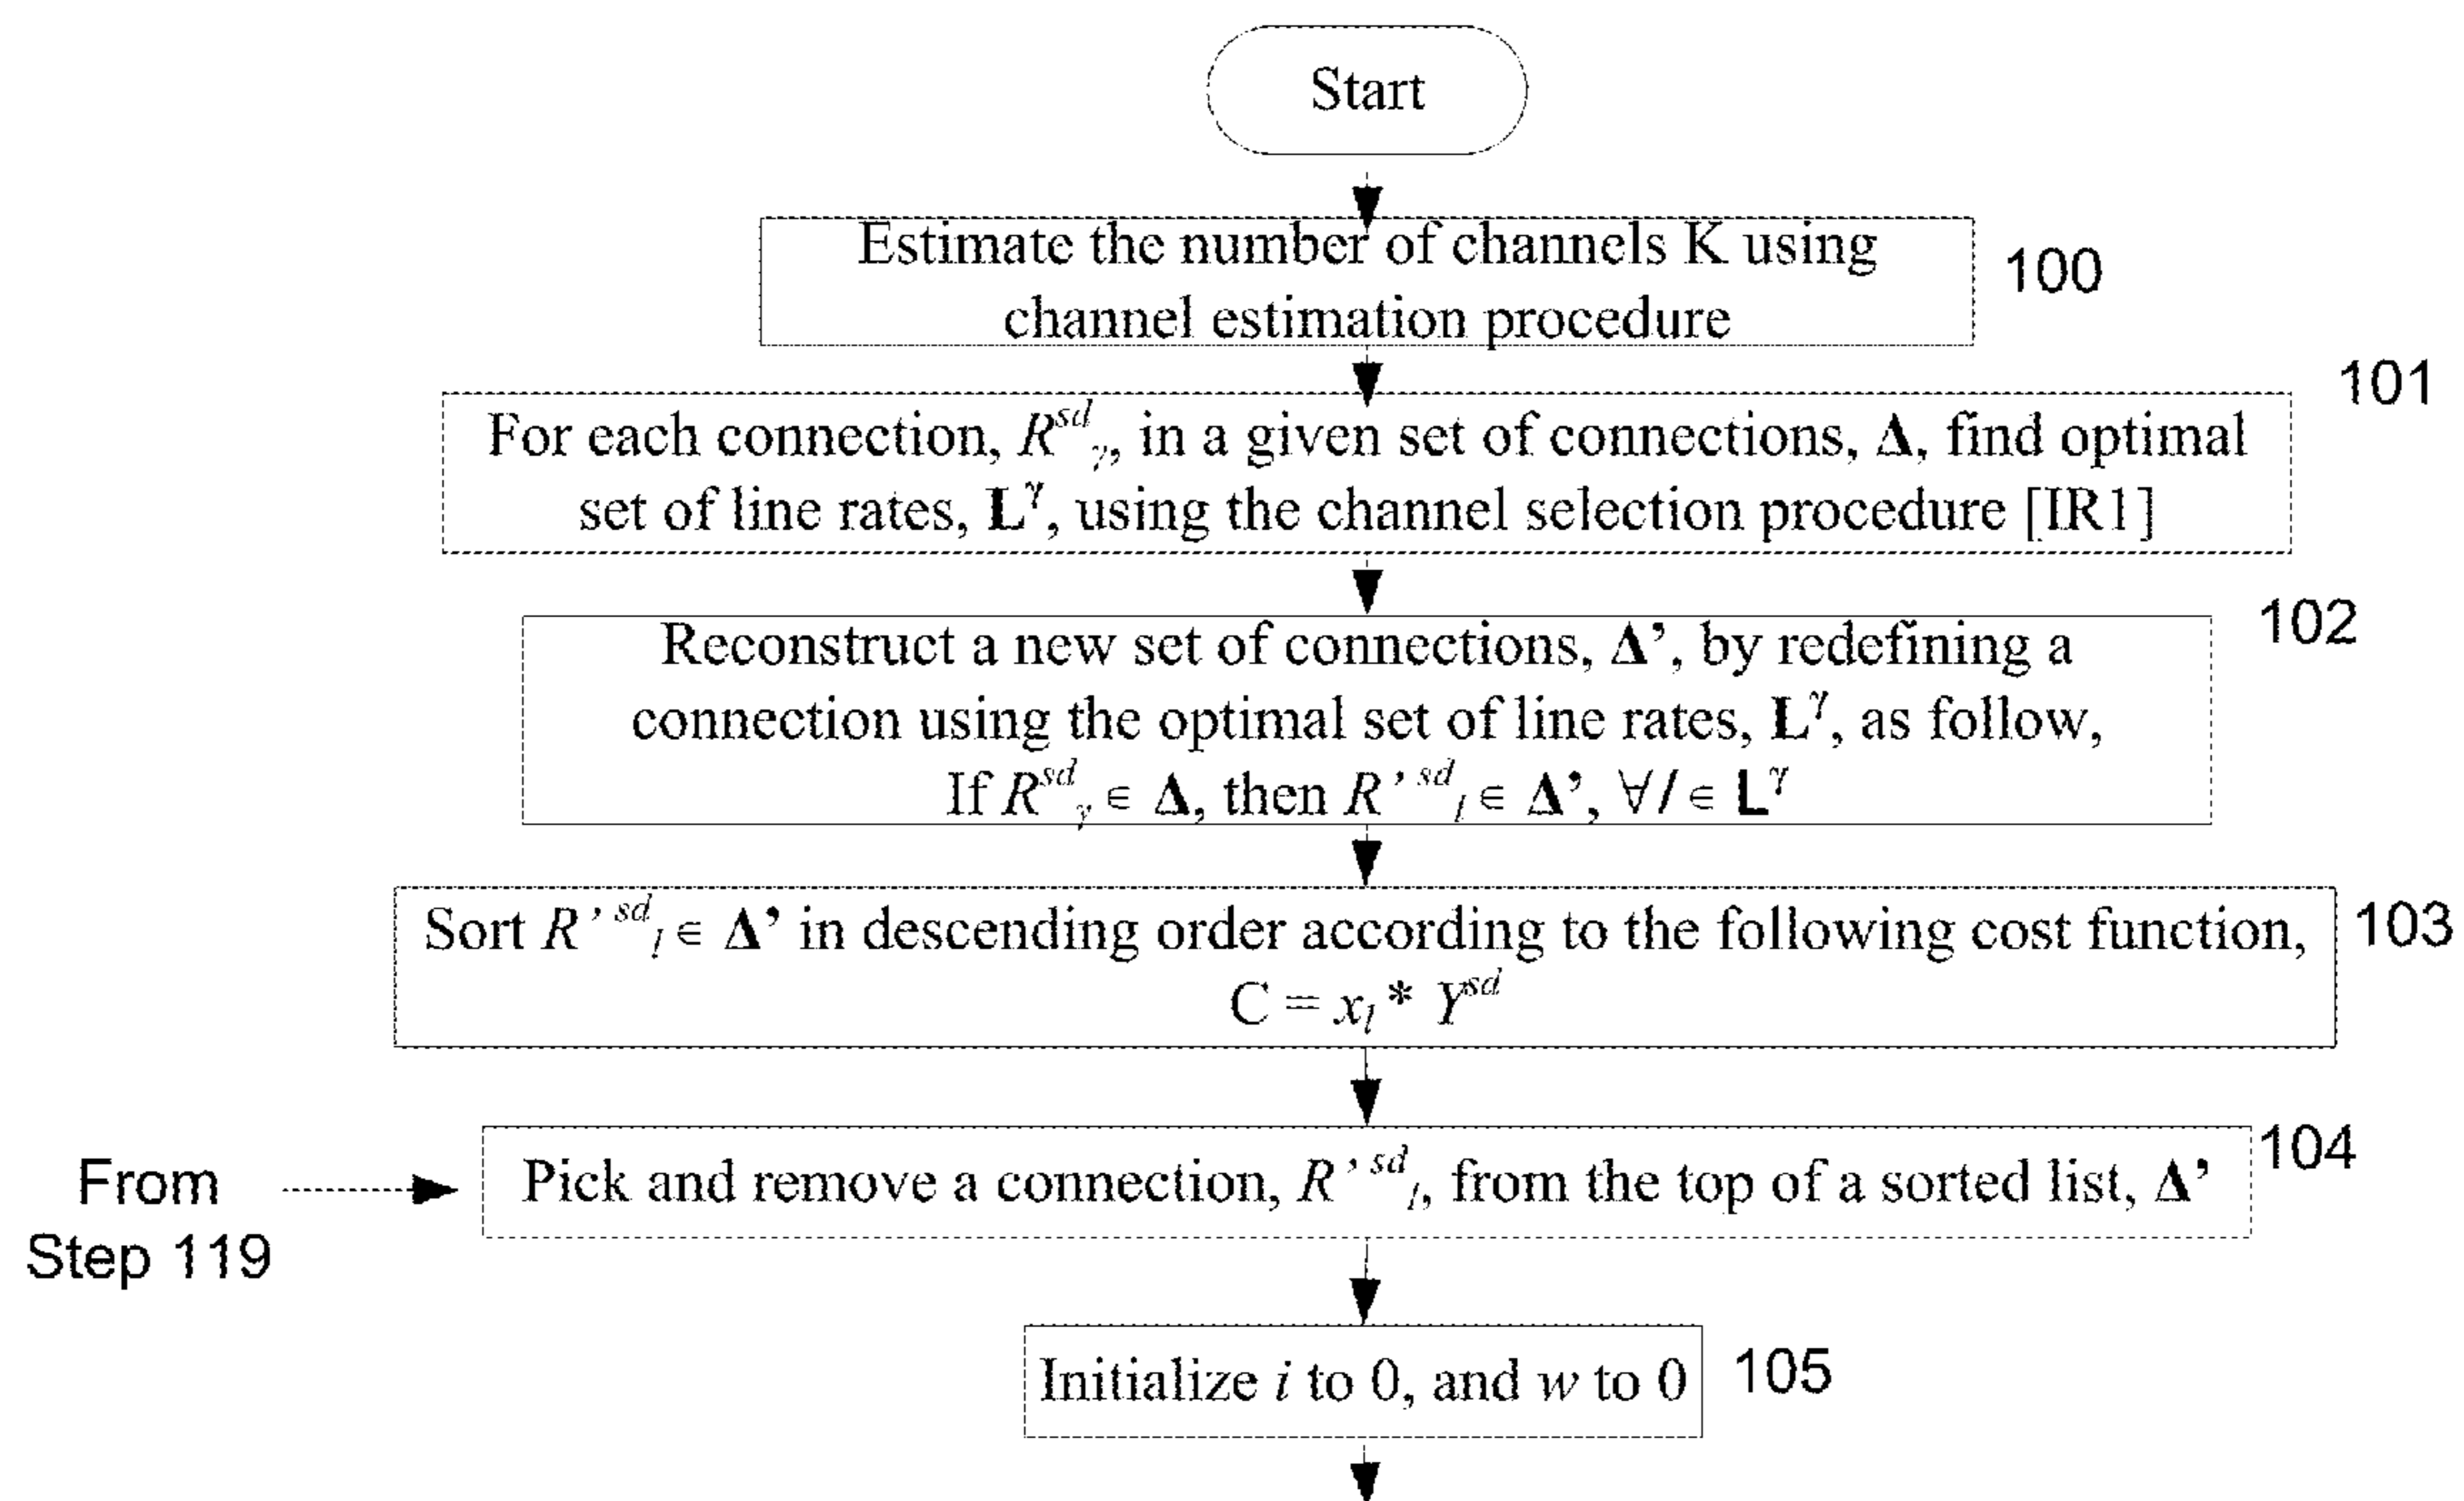 Start
Estimate the number of channels K using
channel estimation procedure
100
101
For each connection, R^sd_γ, in a given set of connections, Δ, find optimal
set of line rates, L^γ, using the channel selection procedure [IR1]
102
Reconstruct a new set of connections, Δ’, by redefining a
connection using the optimal set of line rates, L^γ, as follow,
If R^sd_γ ∈ Δ, then R’^sd_l ∈ Δ’, ∀l ∈ L^γ
Sort R’^sd_l ∈ Δ’ in descending order according to the following cost function,
C = x_l * Y^sd
103
104
From
Step 119
Pick and remove a connection, R’^sd_l, from the top of a sorted list, Δ’
Initialize i to 0, and w to 0
105